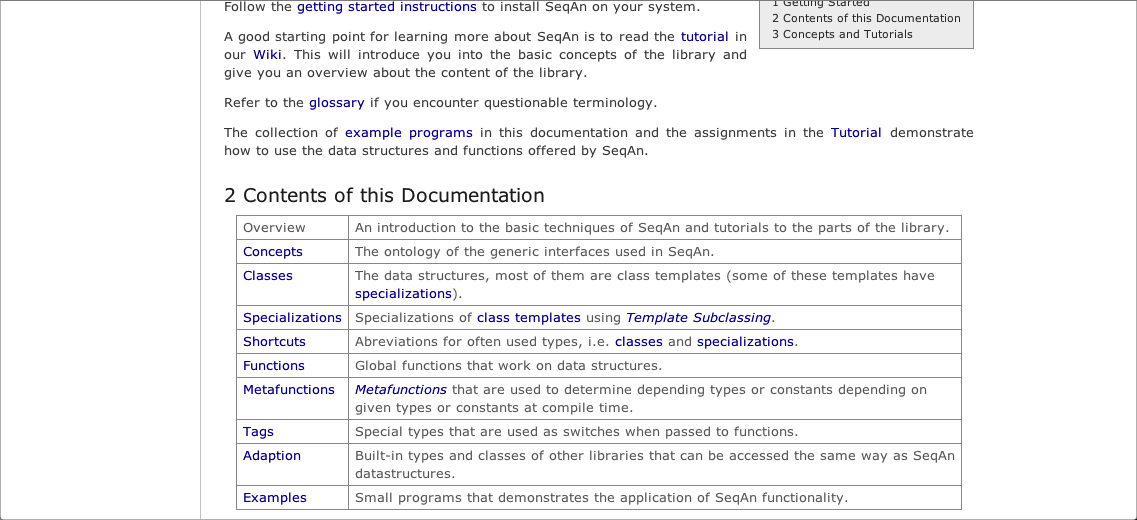 Follow the getting started instructions to install SeqAn on your system.
1 Getting Started
2 Contents of this Documentation
3 Concepts and Tutorials
A good starting point for learning more about SeqAn is to read the tutorial in
our Wiki. This will introduce you into the basic concepts of the library and
give you an overview about the content of the library.
Refer to the glossary if you encounter questionable terminology.
The collection of example programs in this documentation and the assignments in the Tutorial demonstrate
how to use the data structures and functions offered by SeqAn.
2 Contents of this Documentation
Overview An introduction to the basic techniques of SeqAn and tutorials to the parts of the library.
Concepts The ontology of the generic interfaces used in SeqAn.
Classes The data structures, most of them are class templates (some of these templates have
specializations).
Specializations Specializations of class templates using Template Subclassing.
Shortcuts Abreviations for often used types, i.e. classes and specializations.
Functions Global functions that work on data structures.
Metafunctions Metafunctions that are used to determine depending types or constants depending on
given types or constants at compile time.
Tags Special types that are used as switches when passed to functions.
Adaption Built-in types and classes of other libraries that can be accessed the same way as SeqAn
datastructures.
Examples Small programs that demonstrates the application of SeqAn functionality.